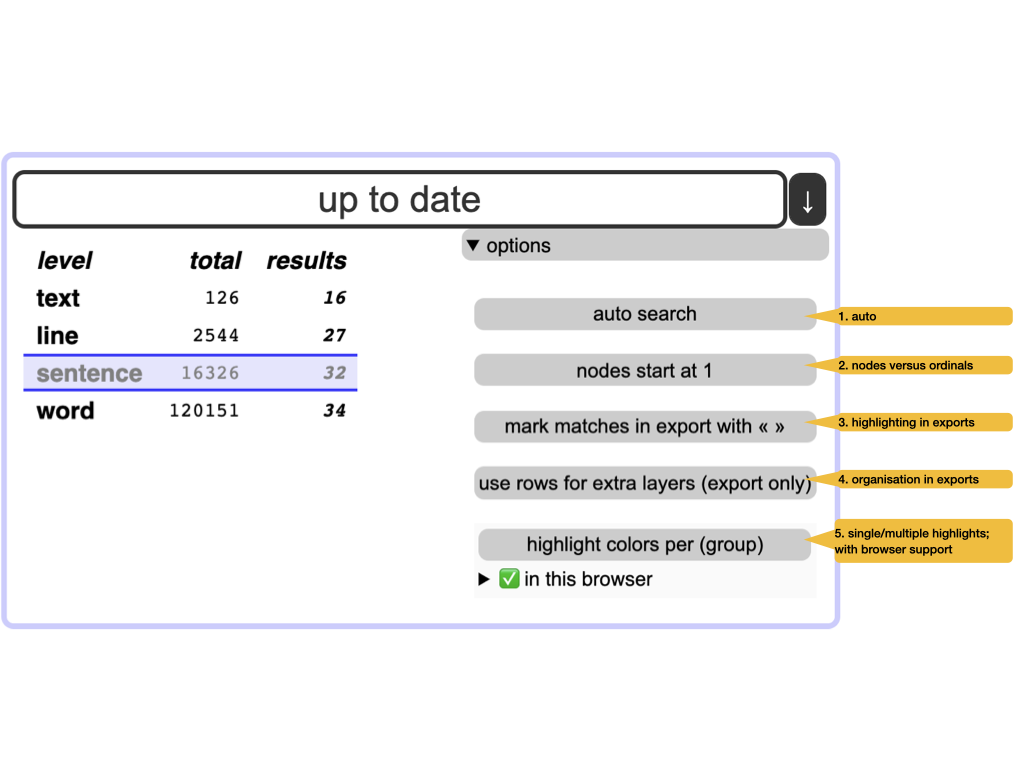 up to date
↓
level total results
text 126 16
line 2544 27
sentence 16326 32
word 120151 34
▼ options
auto search
nodes start at 1
mark matches in export with « »
use rows for extra layers (export only)
highlight colors per (group)
▶ ✅ in this browser
1. auto
2. nodes versus ordinals
3. highlighting in exports
4. organisation in exports
5. single/multiple highlights;
with browser support